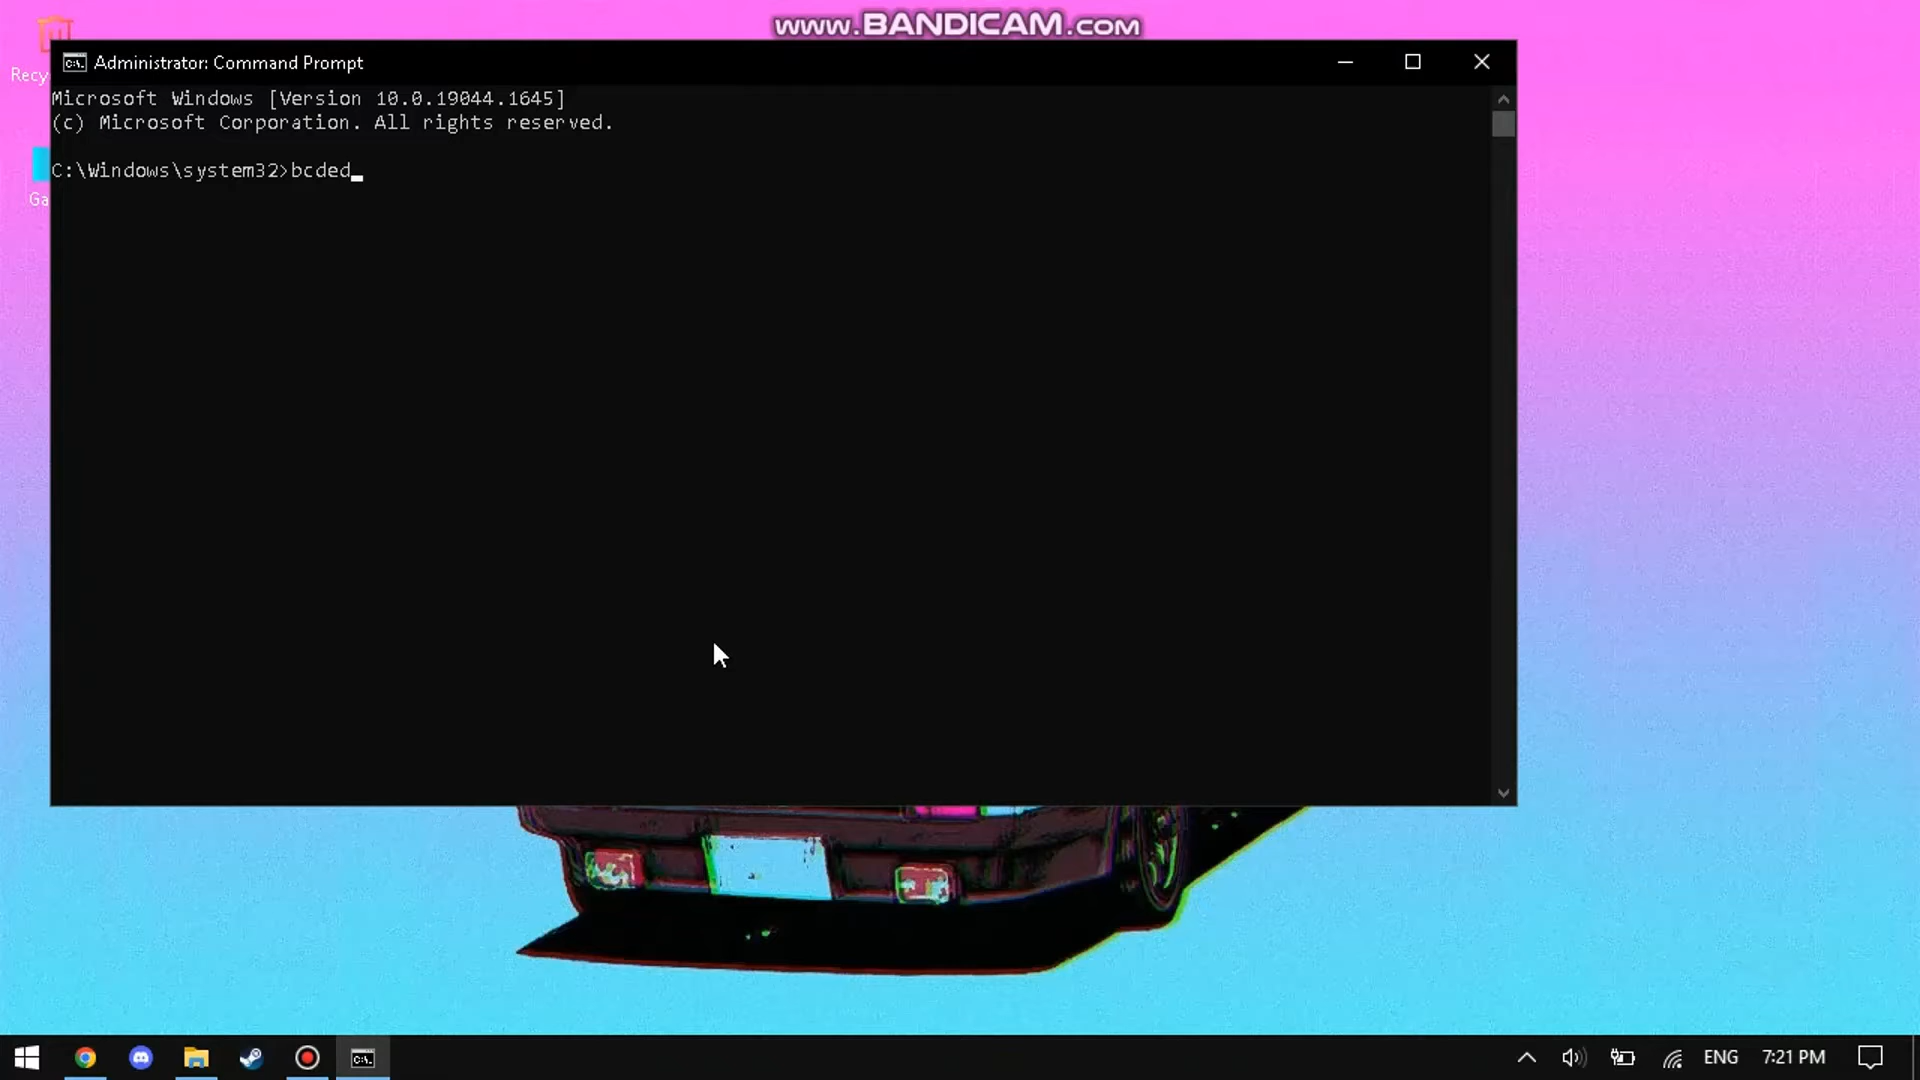 www.BANDICAM.com
Recy
Administrator: Command Prompt
Microsoft Windows [Version 10.0.19044.1645]
(c) Microsoft Corporation. All rights reserved.
C:\Windows\system32>bcded
Ga
ENG
7:21 PM